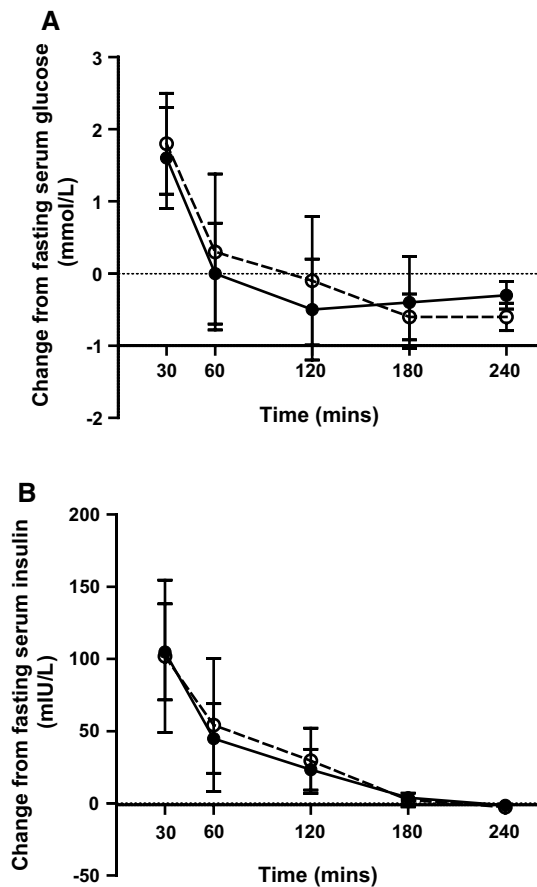 A
Change from fasting serum glucose
(mmol/L)
3
2
1
0
-1
-2
30 60 120 180 240
Time (mins)
B
Change from fasting serum insulin
(mIU/L)
200
150
100
50
0
-50
30 60 120 180 240
Time (mins)